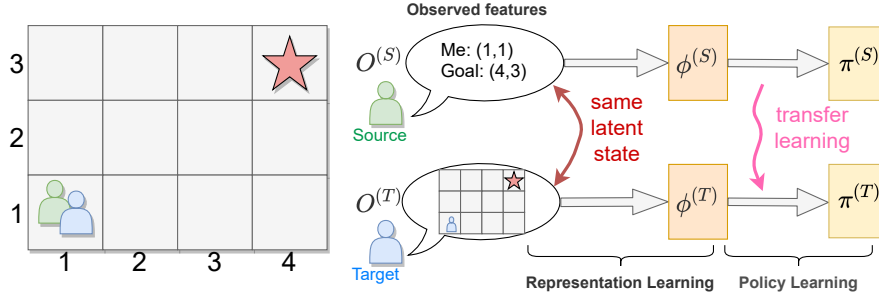 3
2
1
1 2 3 4
Observed features
O^(S)
Me: (1,1)
Goal: (4,3)
Source
ϕ^(S)
π^(S)
same
latent
state
transfer
learning
O^(T)
Target
ϕ^(T)
π^(T)
Representation Learning
Policy Learning